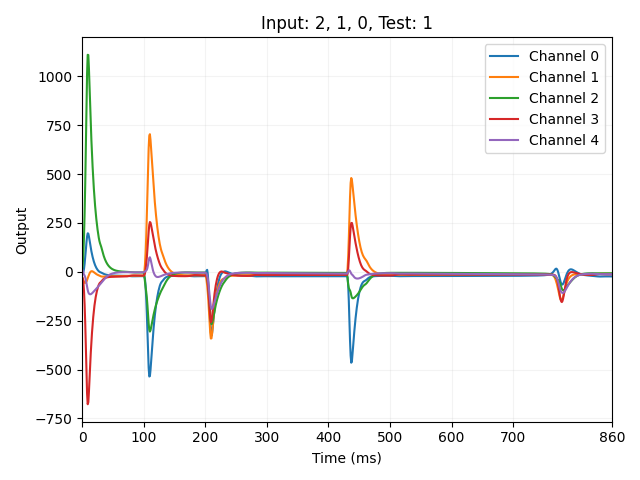 Input: 2, 1, 0, Test: 1
Channel 0
Channel 1
Channel 2
Channel 3
Channel 4
1000
750
500
250
0
−250
−500
−750
Output
0 100 200 300 400 500 600 700 860
Time (ms)